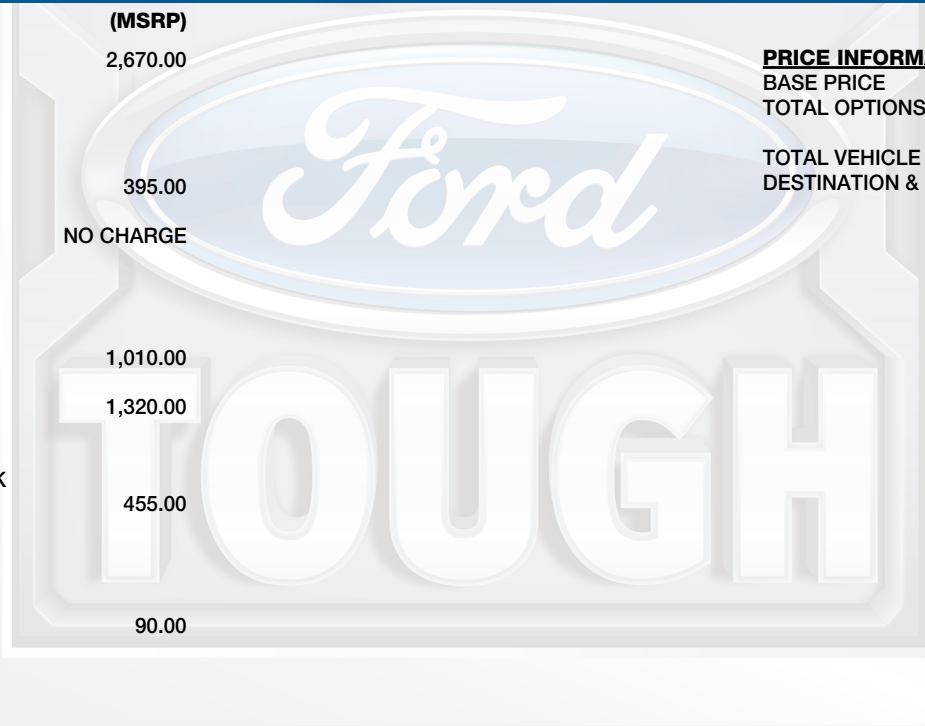 (MSRP)
2,670.00
395.00
NO CHARGE
1,010.00
1,320.00
K
455.00
90.00
PRICE INFORMA
BASE PRICE
TOTAL OPTIONS
TOTAL VEHICLE
DESTINATION &
Ford
TOUGH